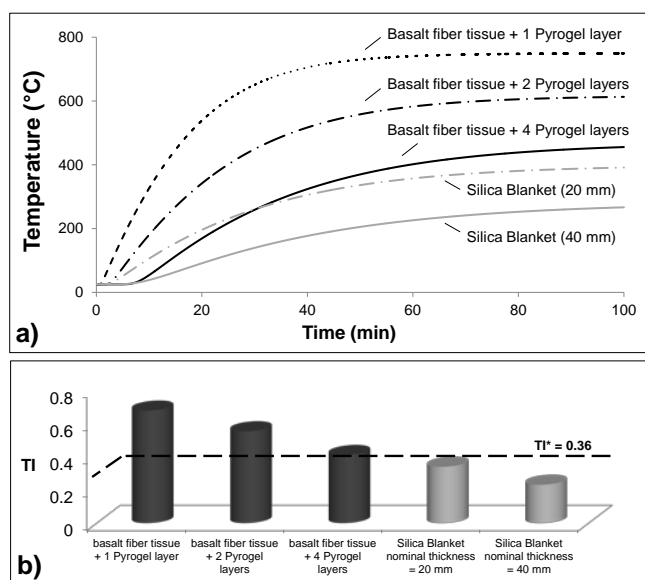 800
600
400
200
0
Temperature (°C)
Basalt fiber tissue + 1 Pyrogel layer
Basalt fiber tissue + 2 Pyrogel layers
Basalt fiber tissue + 4 Pyrogel layers
Silica Blanket (20 mm)
Silica Blanket (40 mm)
0 20 40 60 80 100
Time (min)
a)
0.8
0.6
0.4
0.2
0
TI
TI* = 0.36
basalt fiber tissue
+ 1 Pyrogel layer
basalt fiber tissue
+ 2 Pyrogel
layers
basalt fiber tissue
+ 4 Pyrogel
layers
Silica Blanket
nominal thickness
= 20 mm
Silica Blanket
nominal thickness
= 40 mm
b)